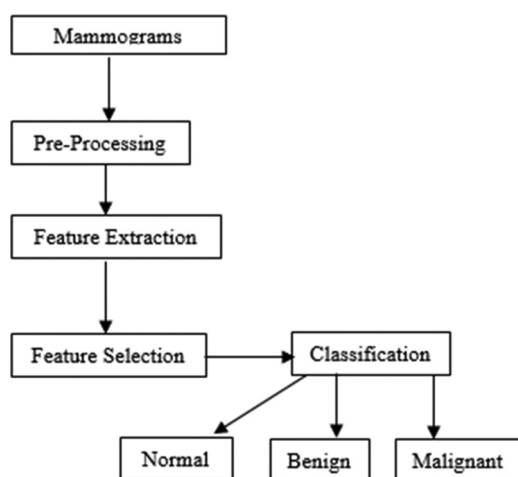 Mammograms
Pre-Processing
Feature Extraction
Feature Selection
Classification
Normal
Benign
Malignant